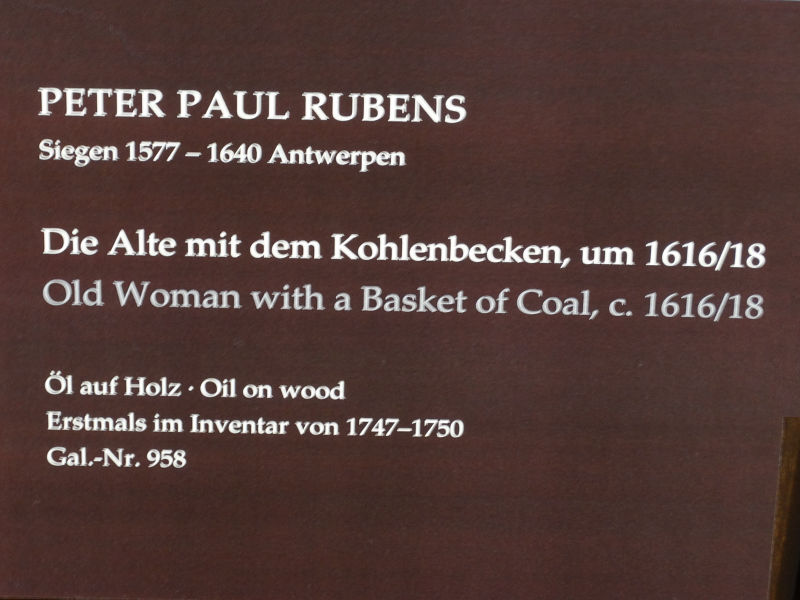 PETER PAUL RUBENS
Siegen 1577 – 1640 Antwerpen
Die Alte mit dem Kohlenbecken, um 1616/18
Old Woman with a Basket of Coal, c. 1616/18
Öl auf Holz · Oil on wood
Erstmals im Inventar von 1747–1750
Gal.-Nr. 958